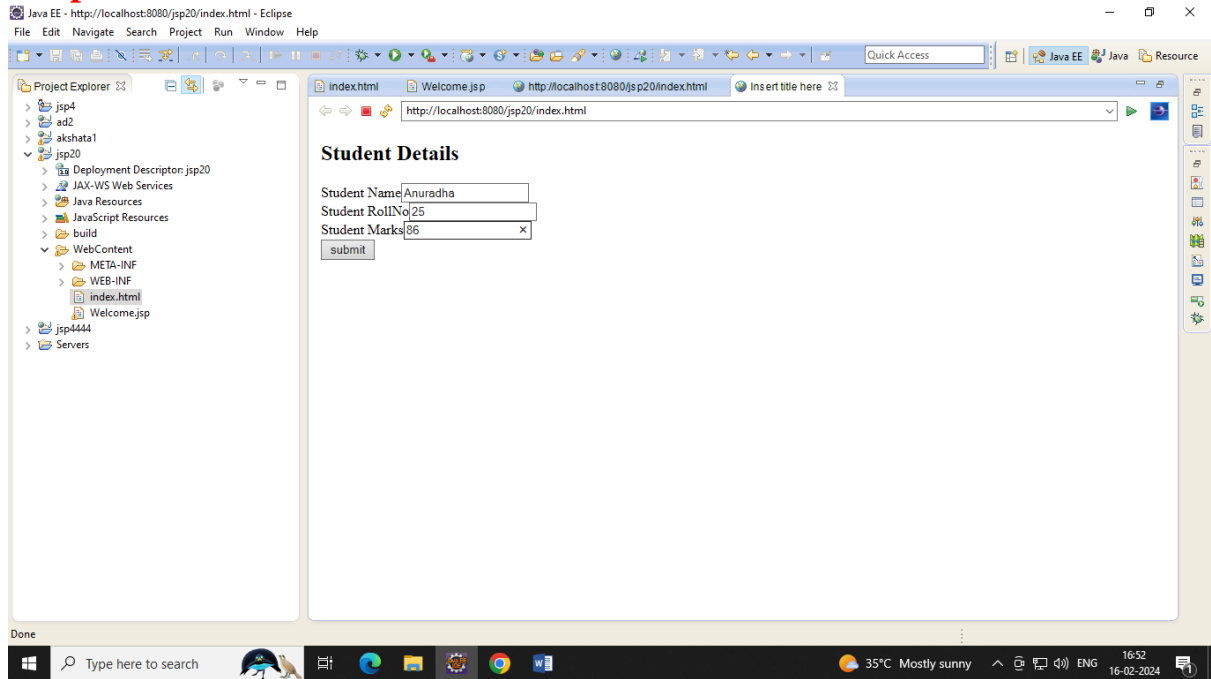 Java EE - http://localhost:8080/jsp20/index.html - Eclipse
File Edit Navigate Search Project Run Window Help
Quick Access
Java EE
Java
Resource
Project Explorer
index.html
Welcome.jsp
http://localhost:8080/jsp20/index.html
Insert title here
http://localhost:8080/jsp20/index.html
jsp4
ad2
akshata1
jsp20
Deployment Descriptor: jsp20
JAX-WS Web Services
Java Resources
JavaScript Resources
build
WebContent
META-INF
WEB-INF
index.html
Welcome.jsp
jsp4444
Servers
Student Details
Student Name Anuradha
Student RollNo 25
Student Marks 86
submit
Done
Type here to search
35°C Mostly sunny
ENG
16:52
16-02-2024